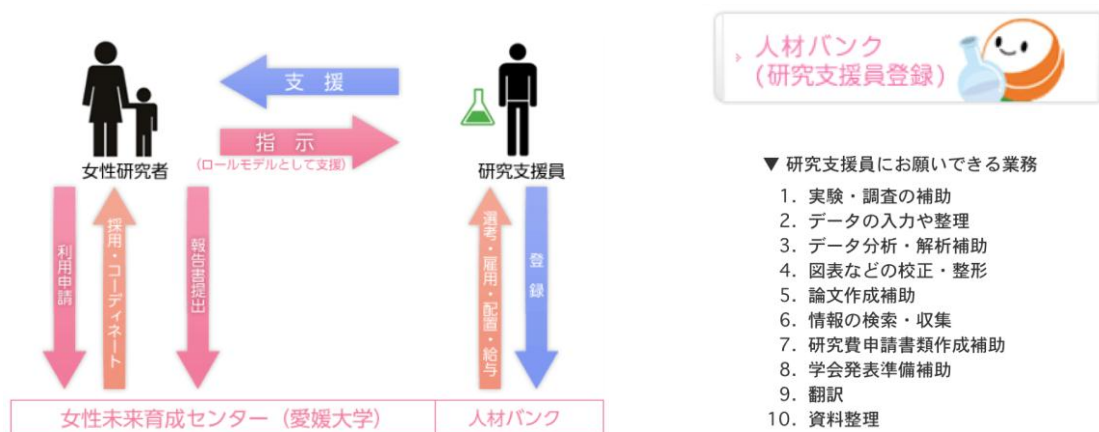 支 援
指 示
(ロールモデルとして支援)
女性研究者
研究支援員
利用申請
採用・コーディネート
報告書提出
選考・雇用・配置・給与
登 録
女性未来育成センター（愛媛大学）
人材バンク
人材バンク
(研究支援員登録)
▼ 研究支援員にお願いできる業務
1. 実験・調査の補助
2. データの入力や整理
3. データ分析・解析補助
4. 図表などの校正・整形
5. 論文作成補助
6. 情報の検索・収集
7. 研究費申請書類作成補助
8. 学会発表準備補助
9. 翻訳
10. 資料整理